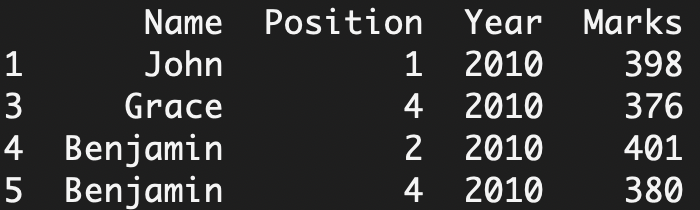 Name Position Year Marks
1 John 1 2010 398
3 Grace 4 2010 376
4 Benjamin 2 2010 401
5 Benjamin 4 2010 380